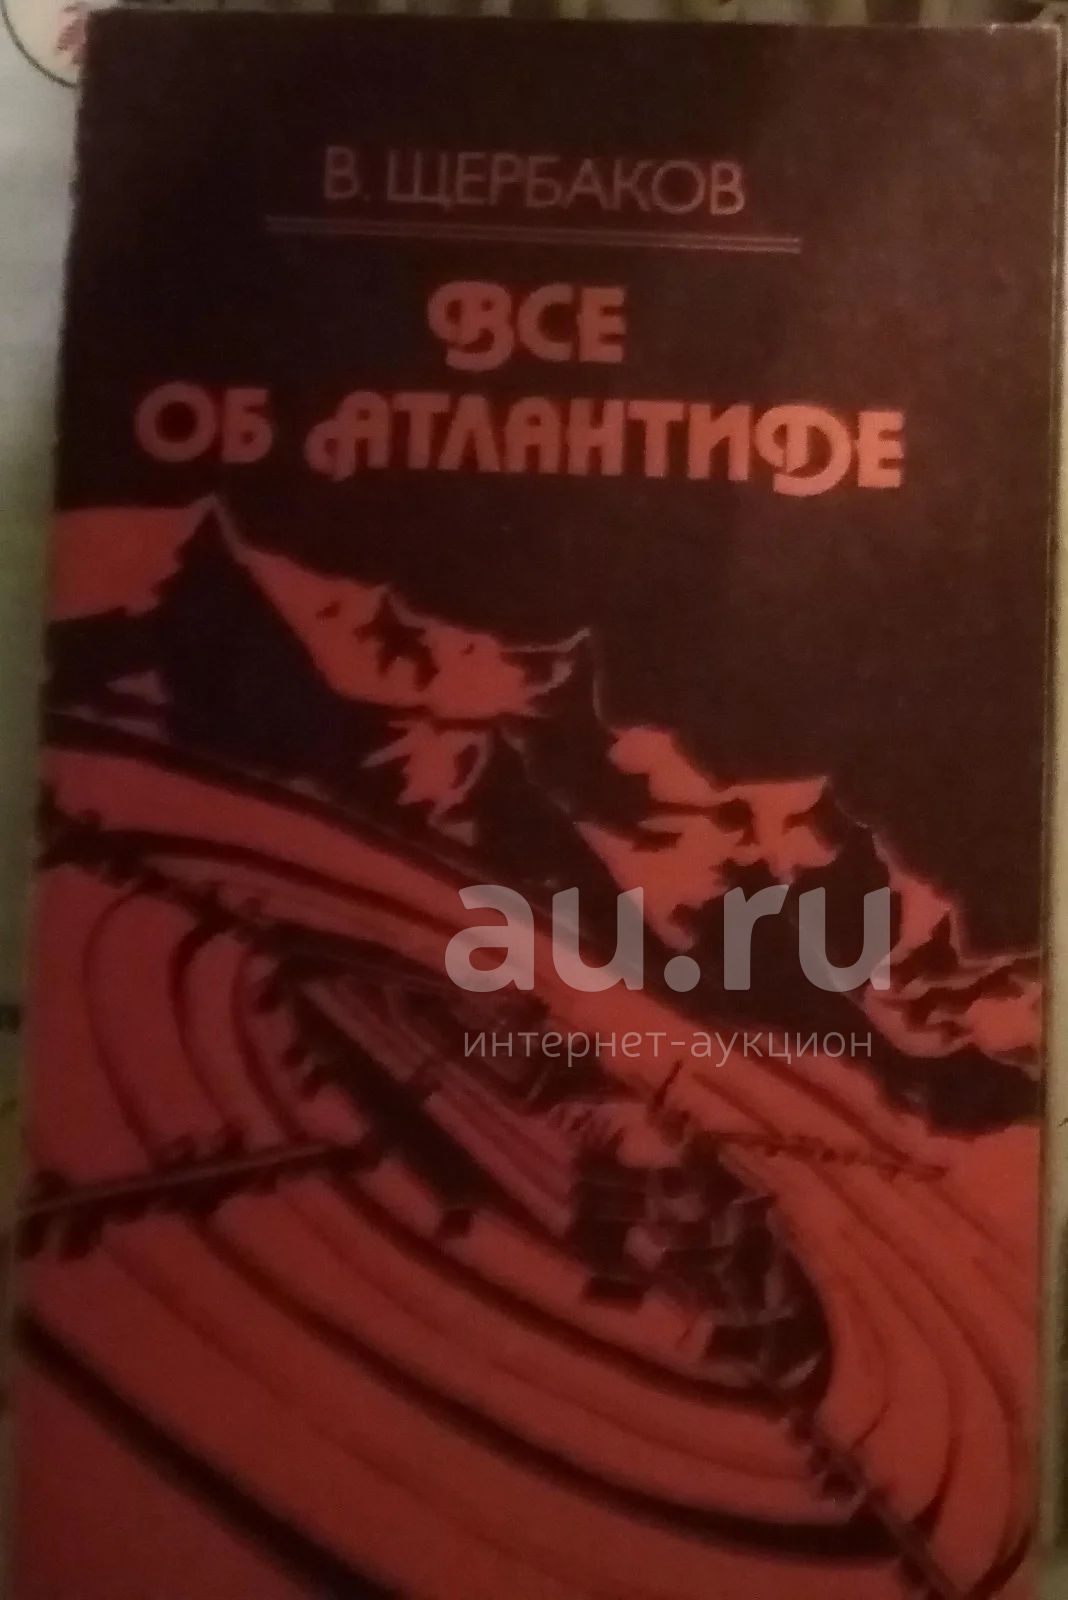 В. ЩЕРБАКОВ
ВСЕ
ОБ АТЛАНТИДЕ
au.ru
интернет-аукцион